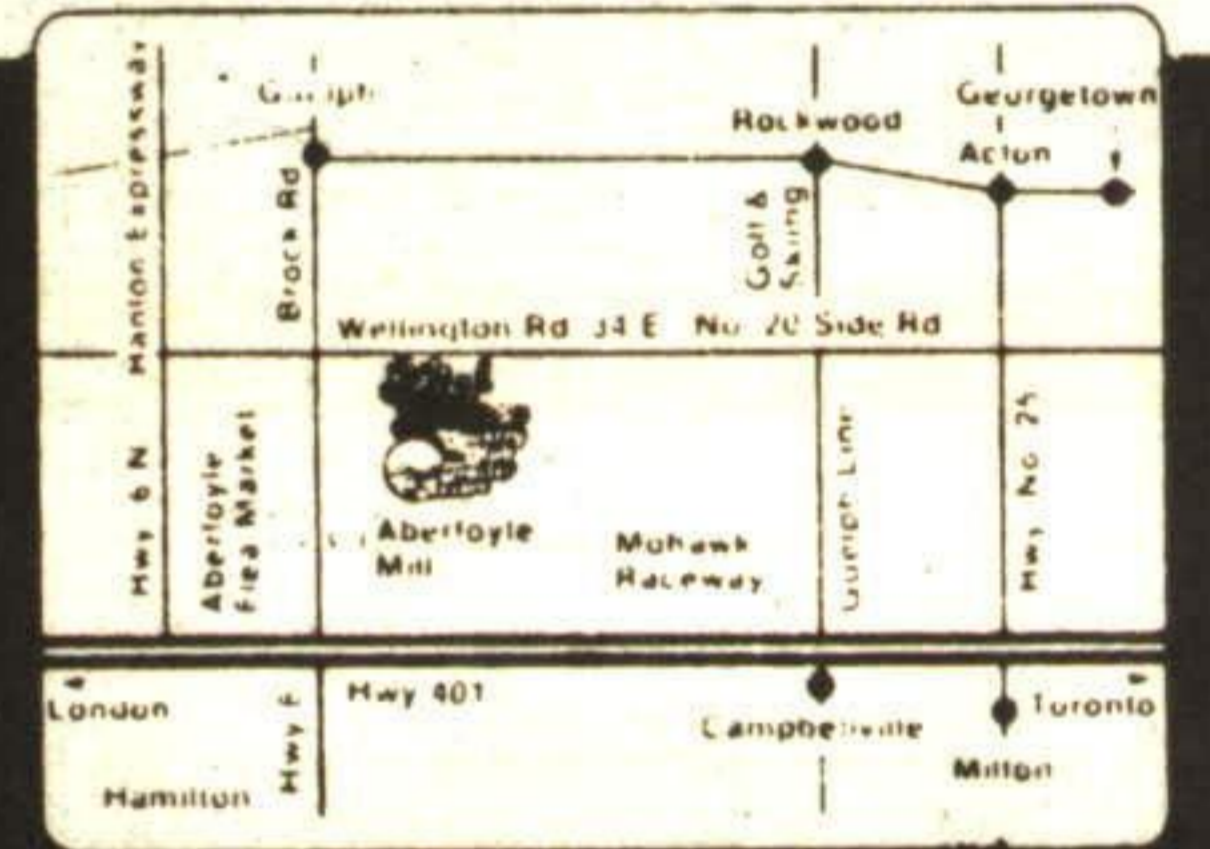 Georgetown
Rockwood
Acton
Hanlon Expressway
Brock Rd
Golf &
Skiing
Wellington Rd 34 E No 20 Side Rd
Hwy 6 N
Aberfoyle
Flea Market
Aberfoyle
Mill
Mohawk
Raceway
Guelph Line
Hwy No 25
London
Hwy
Hwy 401
Campbellville
Toronto
Hamilton
Milton